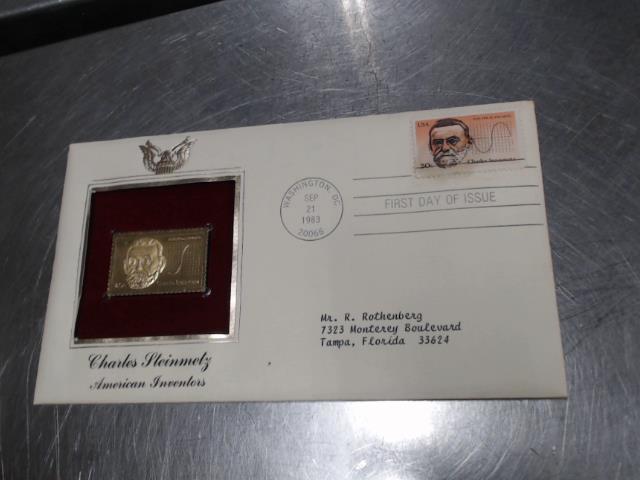 USA
20c
Charles Steinmetz
WASHINGTON, DC
SEP
21
1983
20066
FIRST DAY OF ISSUE
Mr. R. Rothenberg
7323 Monterey Boulevard
Tampa, Florida 33624
Charles Steinmetz
American Inventors